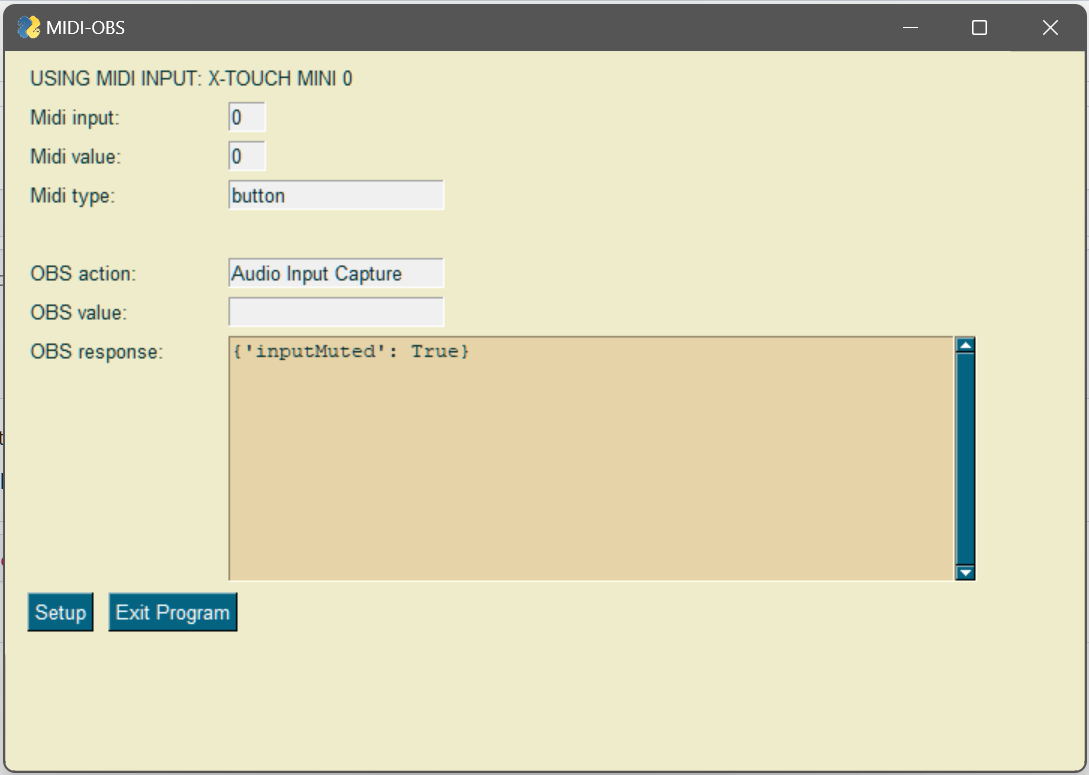 MIDI-OBS
USING MIDI INPUT: X-TOUCH MINI 0
Midi input: 0
Midi value: 0
Midi type: button
OBS action: Audio Input Capture
OBS value:
OBS response: {'inputMuted': True}
Setup Exit Program